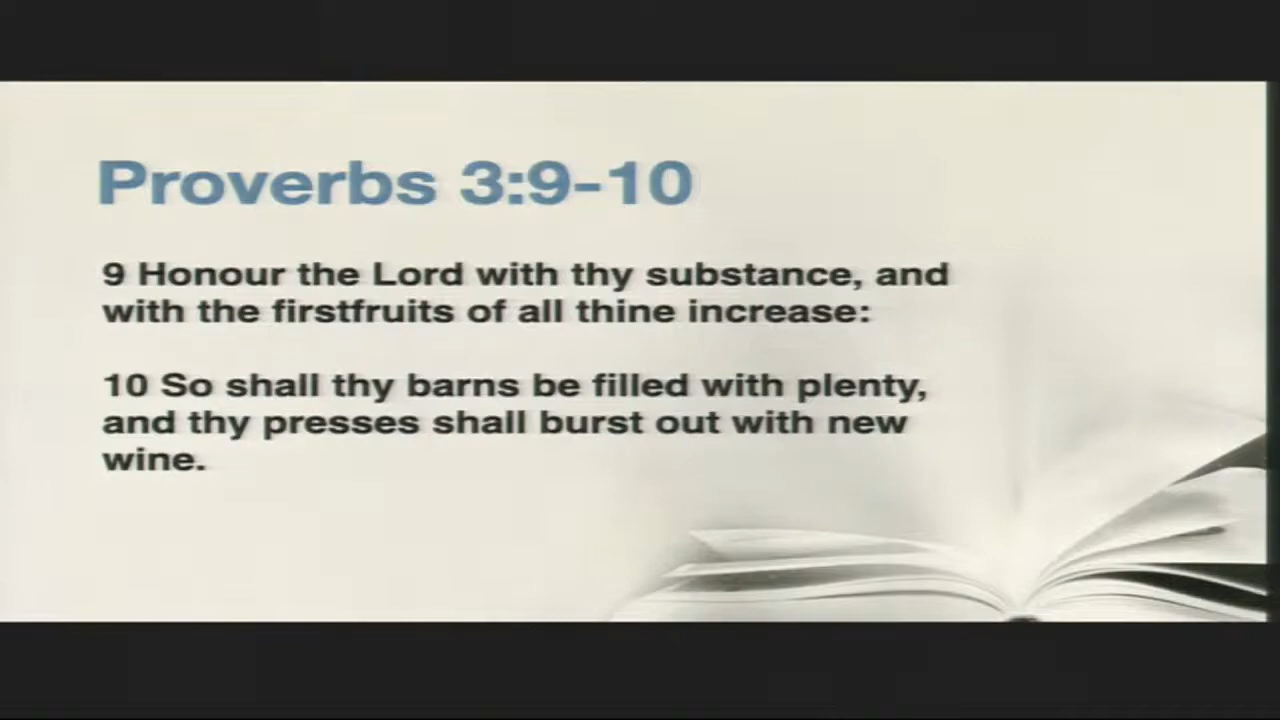 Proverbs 3:9-10
9 Honour the Lord with thy substance, and
with the firstfruits of all thine increase:
10 So shall thy barns be filled with plenty,
and thy presses shall burst out with new
wine.